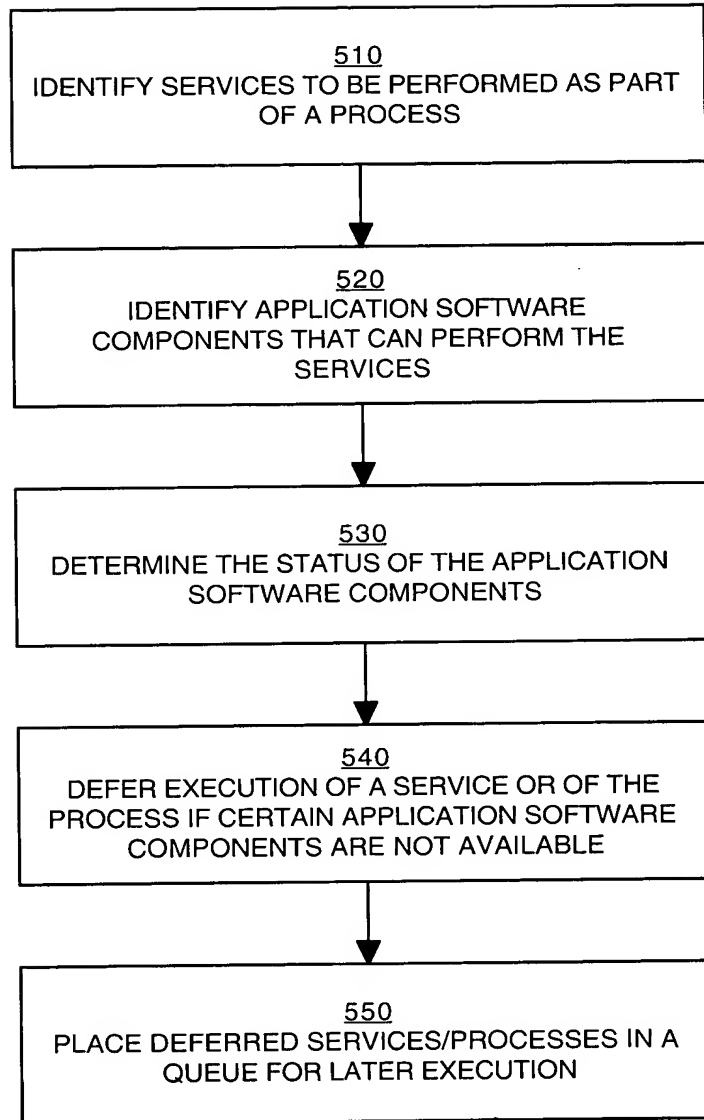 510
IDENTIFY SERVICES TO BE PERFORMED AS PART
OF A PROCESS
520
IDENTIFY APPLICATION SOFTWARE
COMPONENTS THAT CAN PERFORM THE
SERVICES
530
DETERMINE THE STATUS OF THE APPLICATION
SOFTWARE COMPONENTS
540
DEFER EXECUTION OF A SERVICE OR OF THE
PROCESS IF CERTAIN APPLICATION SOFTWARE
COMPONENTS ARE NOT AVAILABLE
550
PLACE DEFERRED SERVICES/PROCESSES IN A
QUEUE FOR LATER EXECUTION